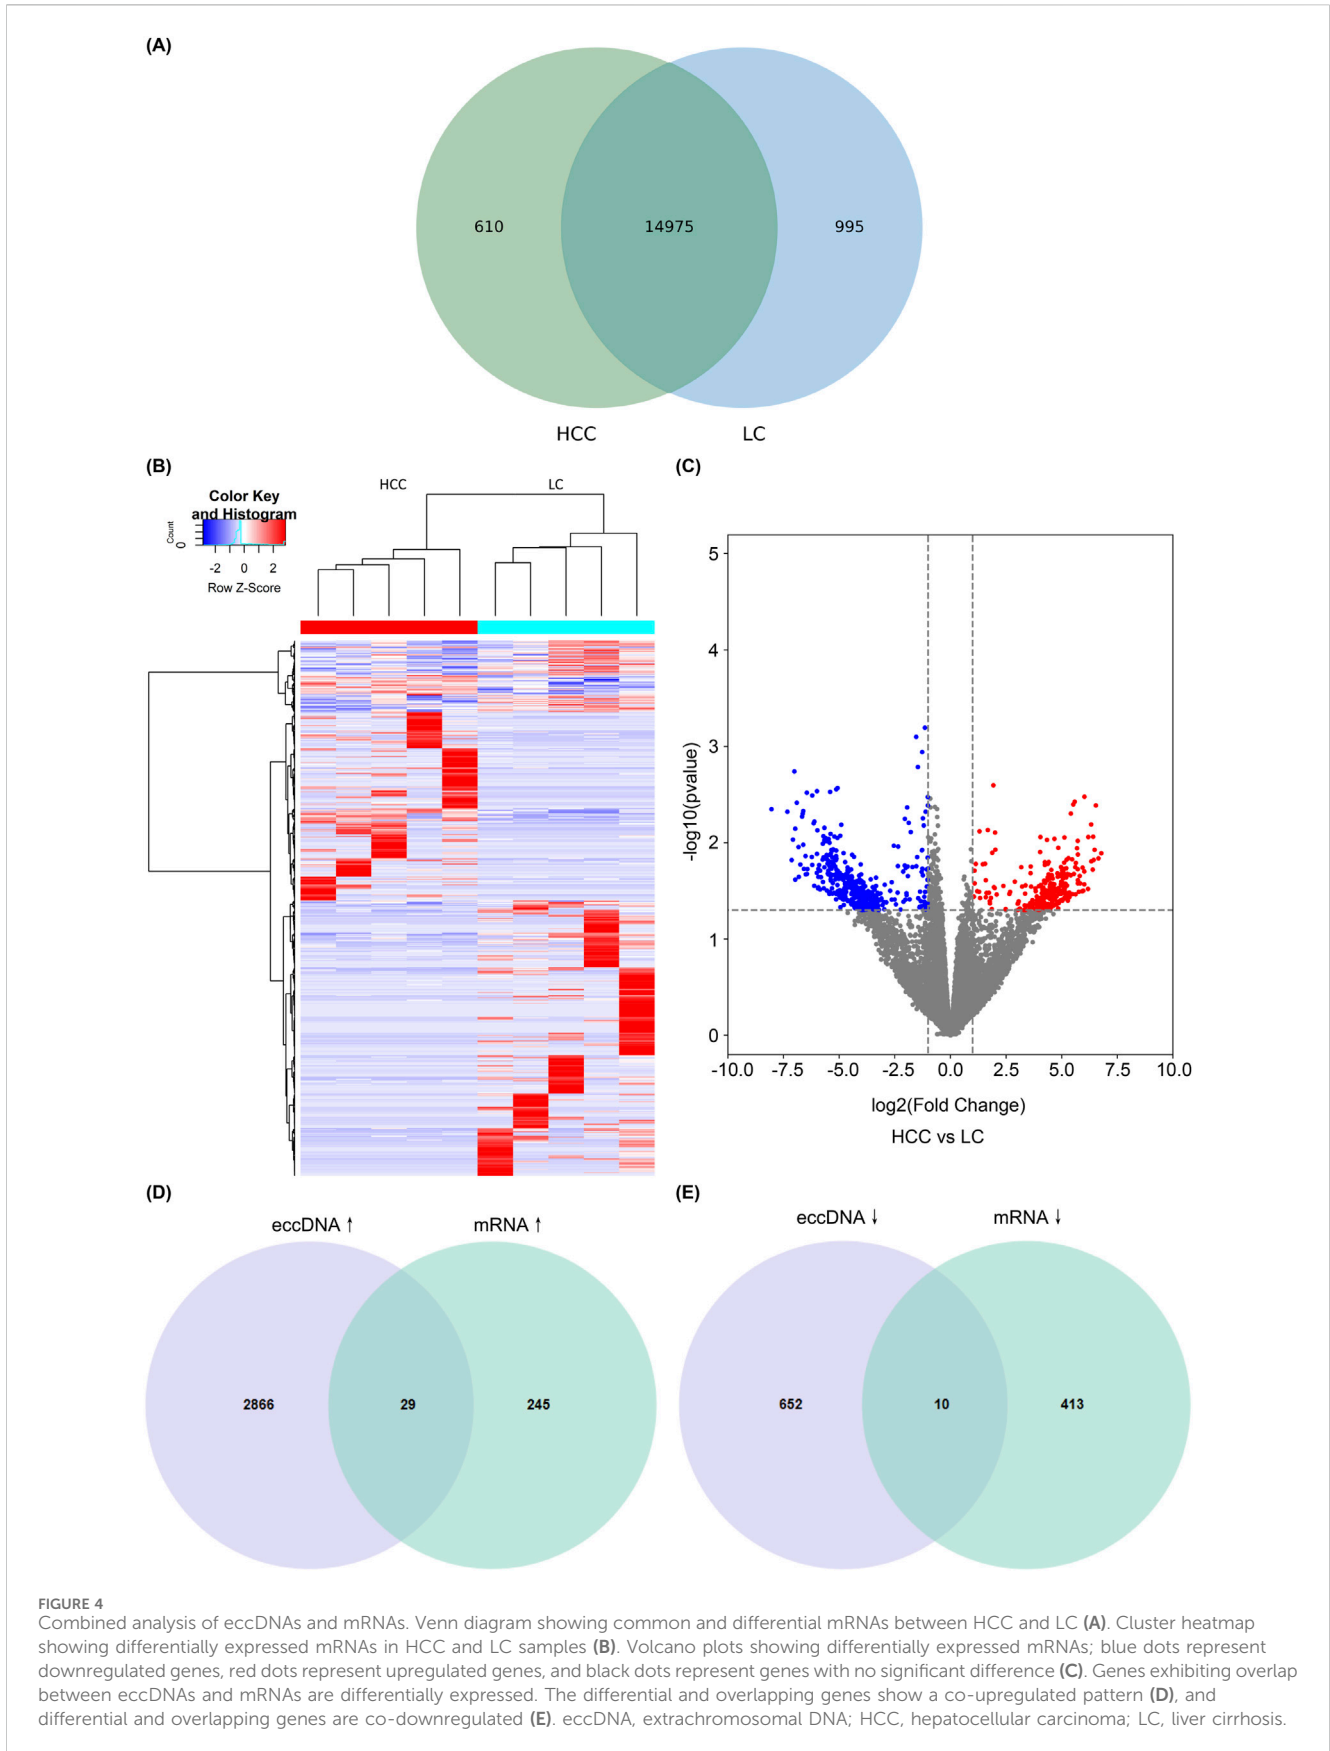 (A)
610
14975
995
HCC
LC
(B)
Color Key
and Histogram
Count
0
-2 0 2
Row Z-Score
HCC
LC
(C)
5
4
3
2
1
0
-log10(pvalue)
-10.0 -7.5 -5.0 -2.5 0.0 2.5 5.0 7.5 10.0
log2(Fold Change)
HCC vs LC
(D)
eccDNA ↑
mRNA ↑
2866
29
245
(E)
eccDNA ↓
mRNA ↓
652
10
413
FIGURE 4
Combined analysis of eccDNAs and mRNAs. Venn diagram showing common and differential mRNAs between HCC and LC (A). Cluster heatmap
showing differentially expressed mRNAs in HCC and LC samples (B). Volcano plots showing differentially expressed mRNAs; blue dots represent
downregulated genes, red dots represent upregulated genes, and black dots represent genes with no significant difference (C). Genes exhibiting overlap
between eccDNAs and mRNAs are differentially expressed. The differential and overlapping genes show a co-upregulated pattern (D), and
differential and overlapping genes are co-downregulated (E). eccDNA, extrachromosomal DNA; HCC, hepatocellular carcinoma; LC, liver cirrhosis.